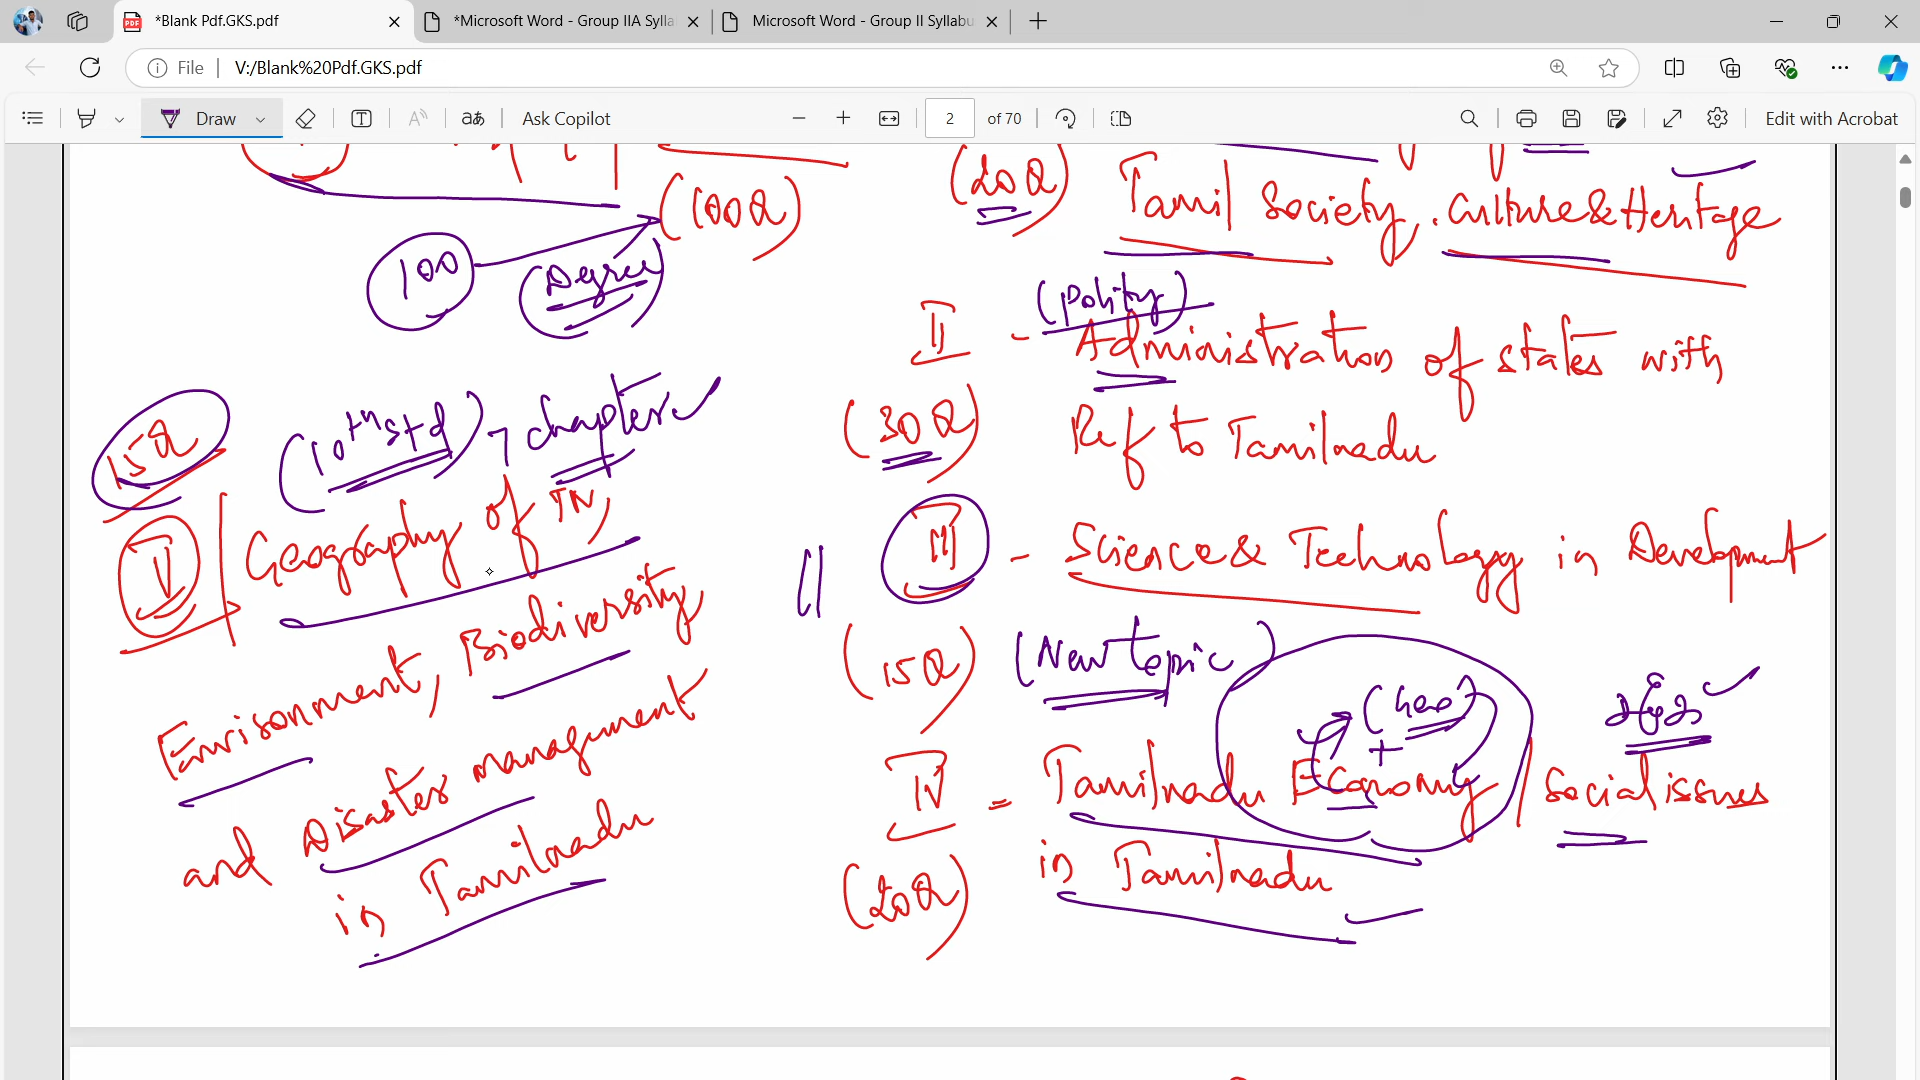 *Blank Pdf.GKS.pdf
*Microsoft Word - Group IIA Sylla
Microsoft Word - Group II Syllabu
File
V:/Blank%20Pdf.GKS.pdf
Draw
aあ
Ask Copilot
2 of 70
Edit with Acrobat
(100Q)
100
(Degree)
(20Q) Tamil Society, Culture & Heritage
(Polity)
II - Administration of states with
(30Q) Ref to Tamilnadu
III - Science & Technology in Development
(15Q) (New topic)
(Geo)
+
IV = Tamilnadu Economy / Social issues
in Tamilnadu
(20Q)
15Q (10th std) 7 chapter
V Geography of TN,
Environment, Biodiversity
and Disaster management
in Tamilnadu